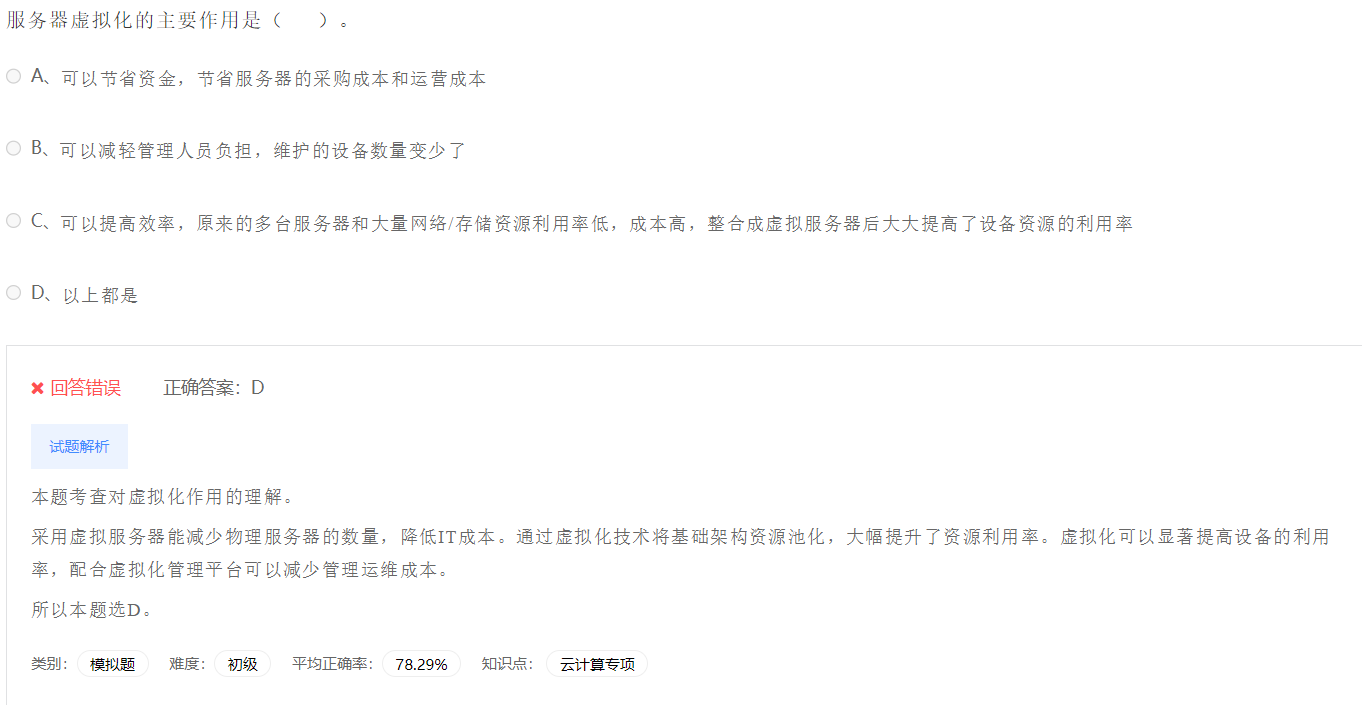 服务器虚拟化的主要作用是（ ）。
A、可以节省资金，节省服务器的采购成本和运营成本
B、可以减轻管理人员负担，维护的设备数量变少了
C、可以提高效率，原来的多台服务器和大量网络/存储资源利用率低，成本高，整合成虚拟服务器后大大提高了设备资源的利用率
D、以上都是
✖ 回答错误 正确答案：D
试题解析
本题考查对虚拟化作用的理解。
采用虚拟服务器能减少物理服务器的数量，降低IT成本。通过虚拟化技术将基础架构资源池化，大幅提升了资源利用率。虚拟化可以显著提高设备的利用
率，配合虚拟化管理平台可以减少管理运维成本。
所以本题选D。
类别： 模拟题 难度： 初级 平均正确率： 78.29% 知识点： 云计算专项